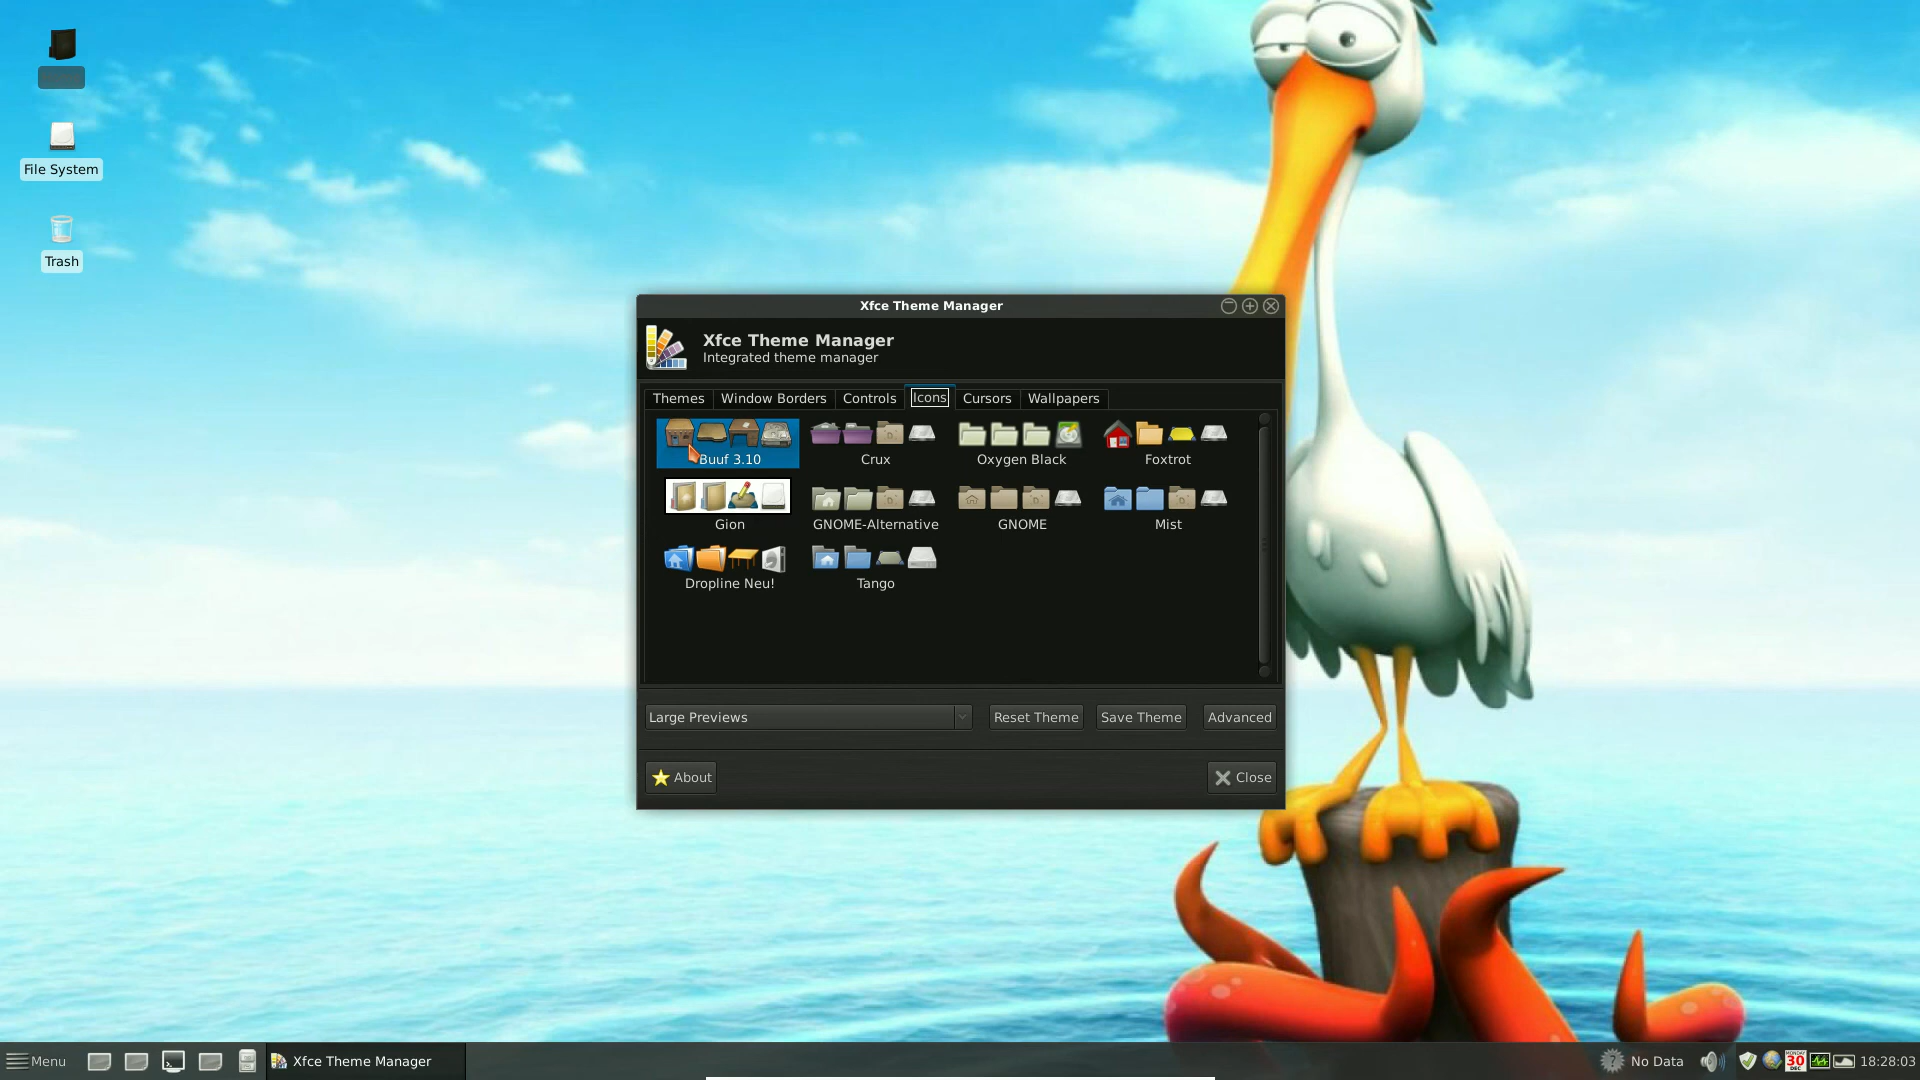 File System
Trash
Xfce Theme Manager
Xfce Theme Manager
Integrated theme manager
Themes Window Borders Controls Icons Cursors Wallpapers
Buuf 3.10 Crux Oxygen Black Foxtrot
Gion GNOME-Alternative GNOME Mist
Dropline Neu! Tango
Large Previews Reset Theme Save Theme Advanced
About Close
Menu Xfce Theme Manager No Data MONDAY 30 DEC 18:28:03